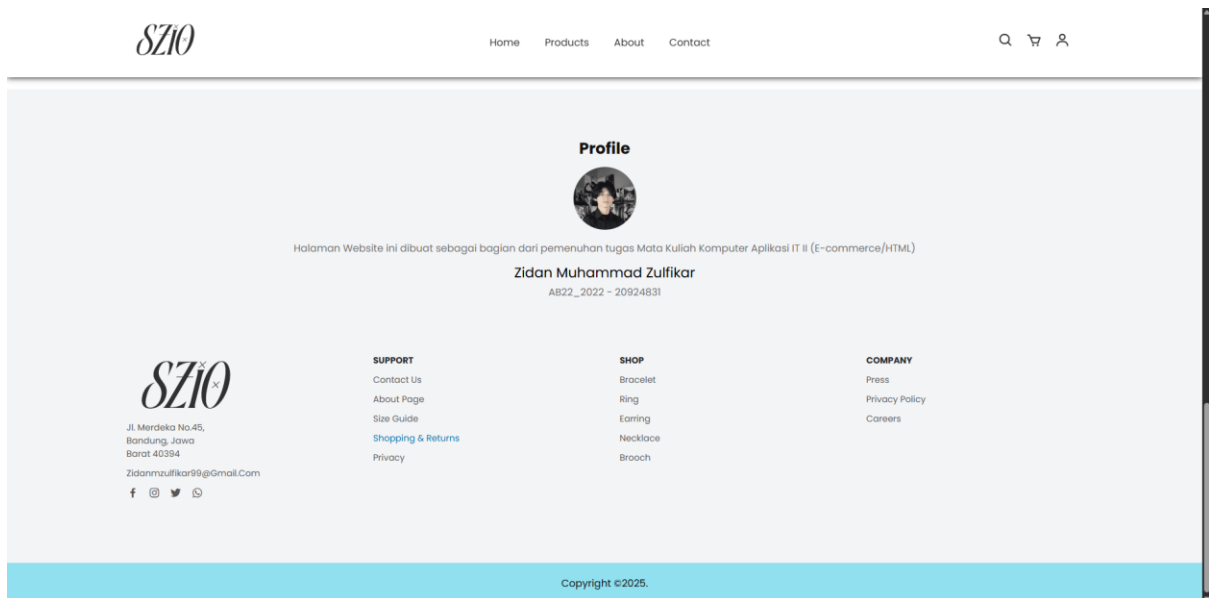 SZIO
Home Products About Contact
Profile
Halaman Website ini dibuat sebagai bagian dari pemenuhan tugas Mata Kuliah Komputer Aplikasi IT II (E-commerce/HTML)
Zidan Muhammad Zulfikar
AB22_2022 - 20924831
SZIO
Jl. Merdeka No.45,
Bandung, Jawa
Barat 40394
Zidanmzulfikar99@Gmail.Com
SUPPORT
Contact Us
About Page
Size Guide
Shopping & Returns
Privacy
SHOP
Bracelet
Ring
Earring
Necklace
Brooch
COMPANY
Press
Privacy Policy
Careers
Copyright ©2025.